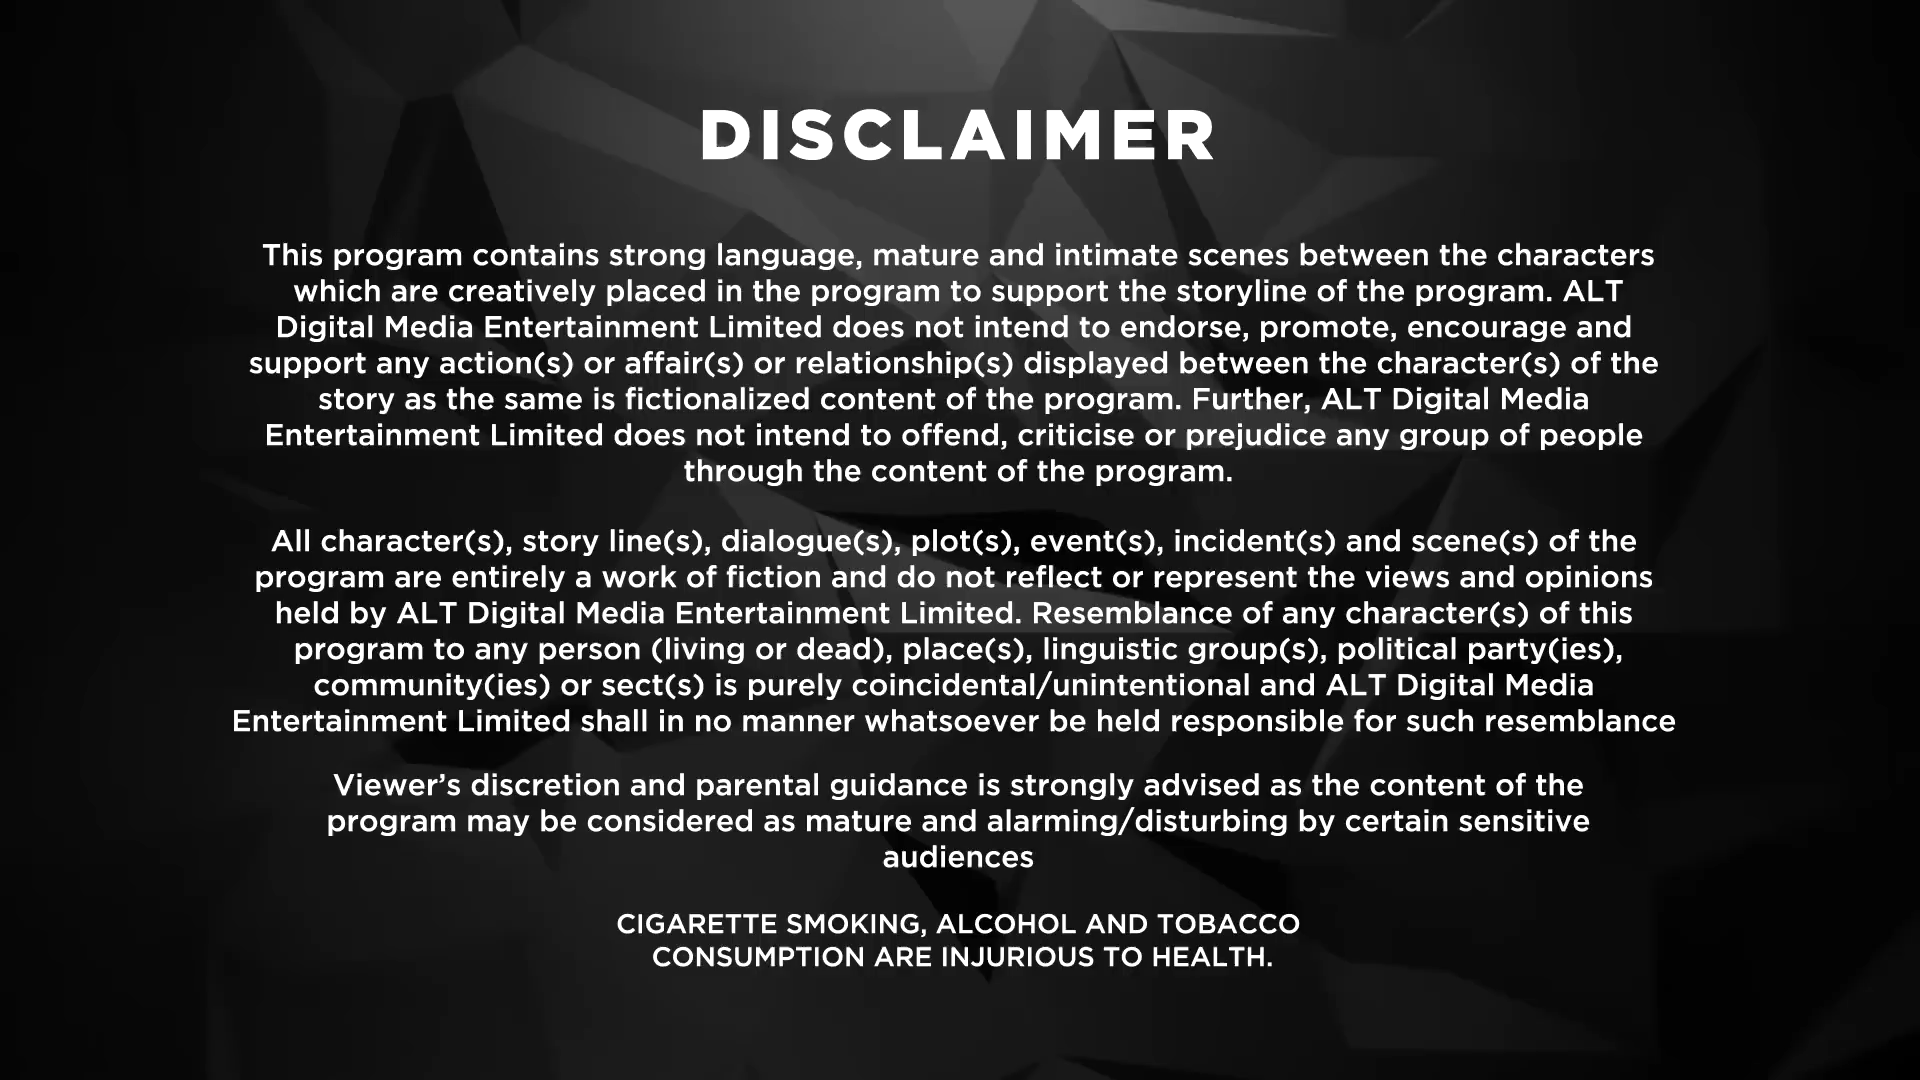 DISCLAIMER
This program contains strong language, mature and intimate scenes between the characters
which are creatively placed in the program to support the storyline of the program. ALT
Digital Media Entertainment Limited does not intend to endorse, promote, encourage and
support any action(s) or affair(s) or relationship(s) displayed between the character(s) of the
story as the same is fictionalized content of the program. Further, ALT Digital Media
Entertainment Limited does not intend to offend, criticise or prejudice any group of people
through the content of the program.
All character(s), story line(s), dialogue(s), plot(s), event(s), incident(s) and scene(s) of the
program are entirely a work of fiction and do not reflect or represent the views and opinions
held by ALT Digital Media Entertainment Limited. Resemblance of any character(s) of this
program to any person (living or dead), place(s), linguistic group(s), political party(ies),
community(ies) or sect(s) is purely coincidental/unintentional and ALT Digital Media
Entertainment Limited shall in no manner whatsoever be held responsible for such resemblance
Viewer’s discretion and parental guidance is strongly advised as the content of the
program may be considered as mature and alarming/disturbing by certain sensitive
audiences
CIGARETTE SMOKING, ALCOHOL AND TOBACCO
CONSUMPTION ARE INJURIOUS TO HEALTH.